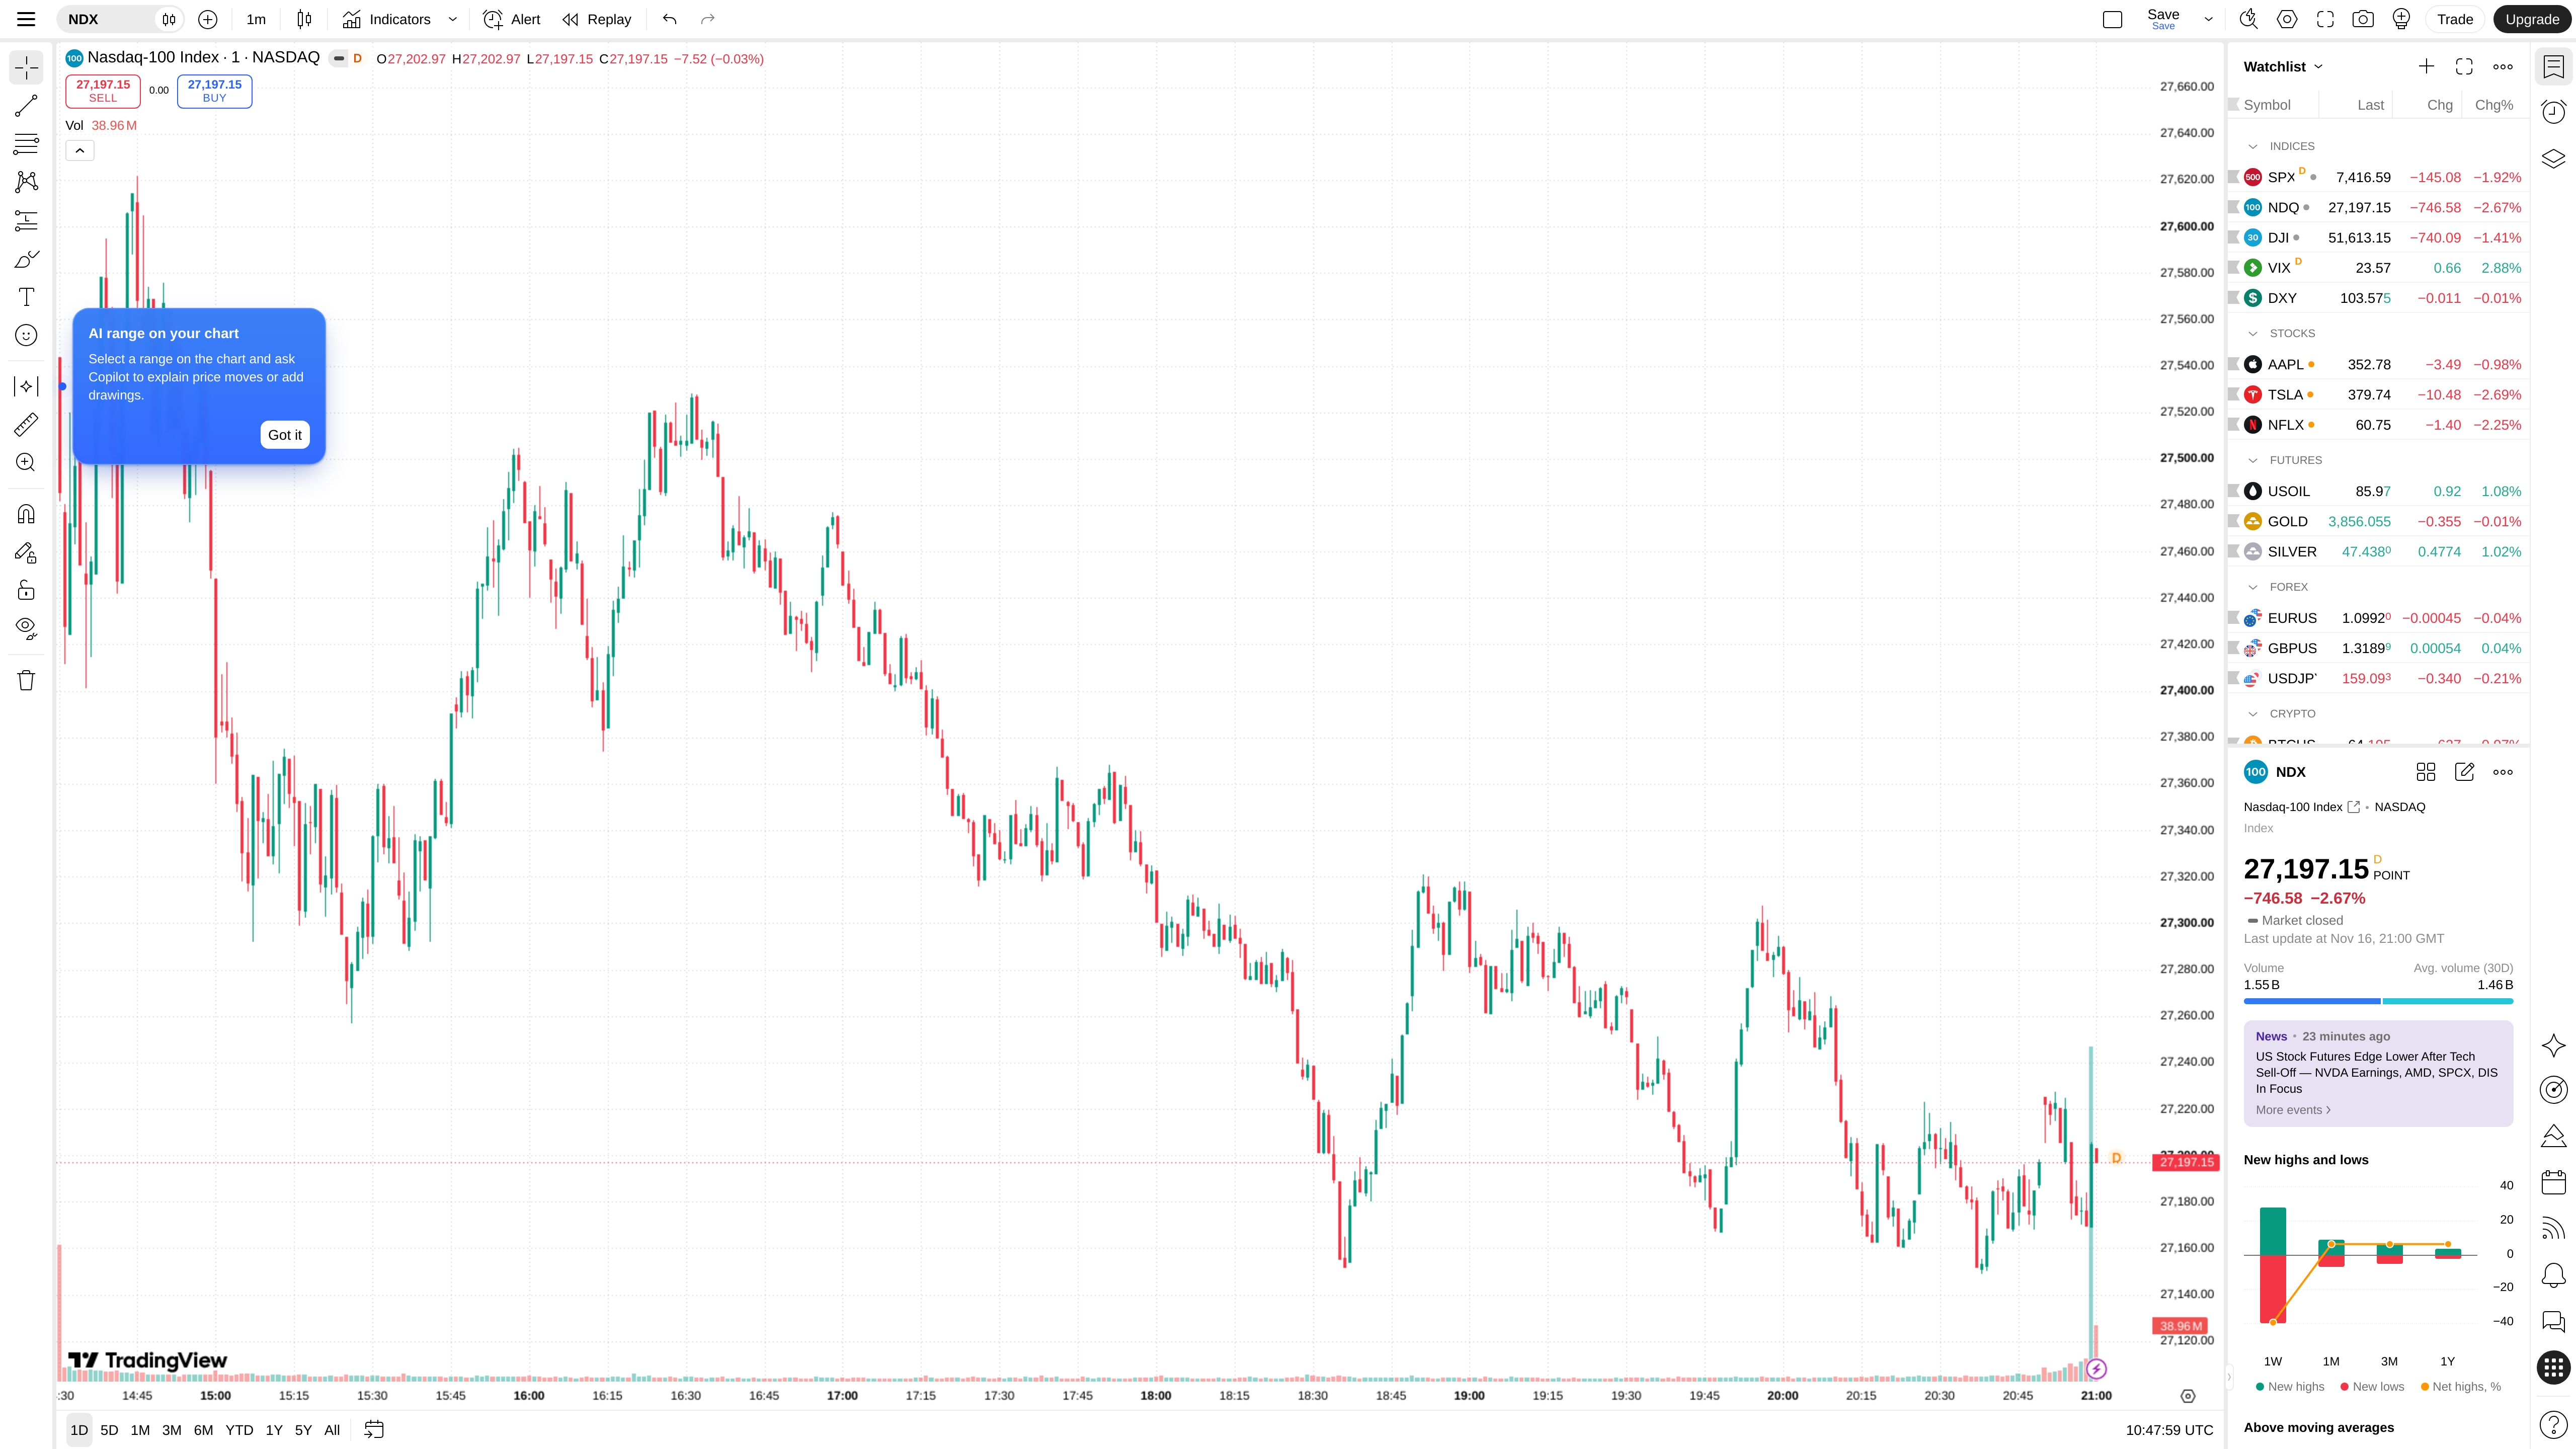 NDX
1m
Indicators
Alert
Replay
Save
Save
Trade
Upgrade
100 Nasdaq-100 Index · 1 · NASDAQ D O27,202.97 H27,202.97 L27,197.15 C27,197.15 −7.52 (−0.03%)
27,197.15 SELL
0.00
27,197.15 BUY
Vol 38.96 M
AI range on your chart
Select a range on the chart and ask
Copilot to explain price moves or add
drawings.
Got it
27,660.00
27,640.00
27,620.00
27,600.00
27,580.00
27,560.00
27,540.00
27,520.00
27,500.00
27,480.00
27,460.00
27,440.00
27,420.00
27,400.00
27,380.00
27,360.00
27,340.00
27,320.00
27,300.00
27,280.00
27,260.00
27,240.00
27,220.00
D
27,197.15
27,180.00
27,160.00
27,140.00
38.96 M
27,120.00
TradingView
:30 14:45 15:00 15:15 15:30 15:45 16:00 16:15 16:30 16:45 17:00 17:15 17:30 17:45 18:00 18:15 18:30 18:45 19:00 19:15 19:30 19:45 20:00 20:15 20:30 20:45 21:00
1D 5D 1M 3M 6M YTD 1Y 5Y All
10:47:59 UTC
Watchlist
Symbol Last Chg Chg%
INDICES
500 SPX D 7,416.59 −145.08 −1.92%
100 NDQ 27,197.15 −746.58 −2.67%
30 DJI 51,613.15 −740.09 −1.41%
VIX D 23.57 0.66 2.88%
DXY 103.575 −0.011 −0.01%
STOCKS
AAPL 352.78 −3.49 −0.98%
TSLA 379.74 −10.48 −2.69%
NFLX 60.75 −1.40 −2.25%
FUTURES
USOIL 85.97 0.92 1.08%
GOLD 3,856.055 −0.355 −0.01%
SILVER 47.4380 0.4774 1.02%
FOREX
EURUS 1.09920 −0.00045 −0.04%
GBPUS 1.31899 0.00054 0.04%
USDJP 159.093 −0.340 −0.21%
CRYPTO
100 NDX
Nasdaq-100 Index • NASDAQ
Index
27,197.15 D POINT
−746.58 −2.67%
Market closed
Last update at Nov 16, 21:00 GMT
Volume Avg. volume (30D)
1.55 B 1.46 B
News • 23 minutes ago
US Stock Futures Edge Lower After Tech
Sell-Off — NVDA Earnings, AMD, SPCX, DIS
In Focus
More events
New highs and lows
40
20
0
−20
−40
1W 1M 3M 1Y
New highs New lows Net highs, %
Above moving averages